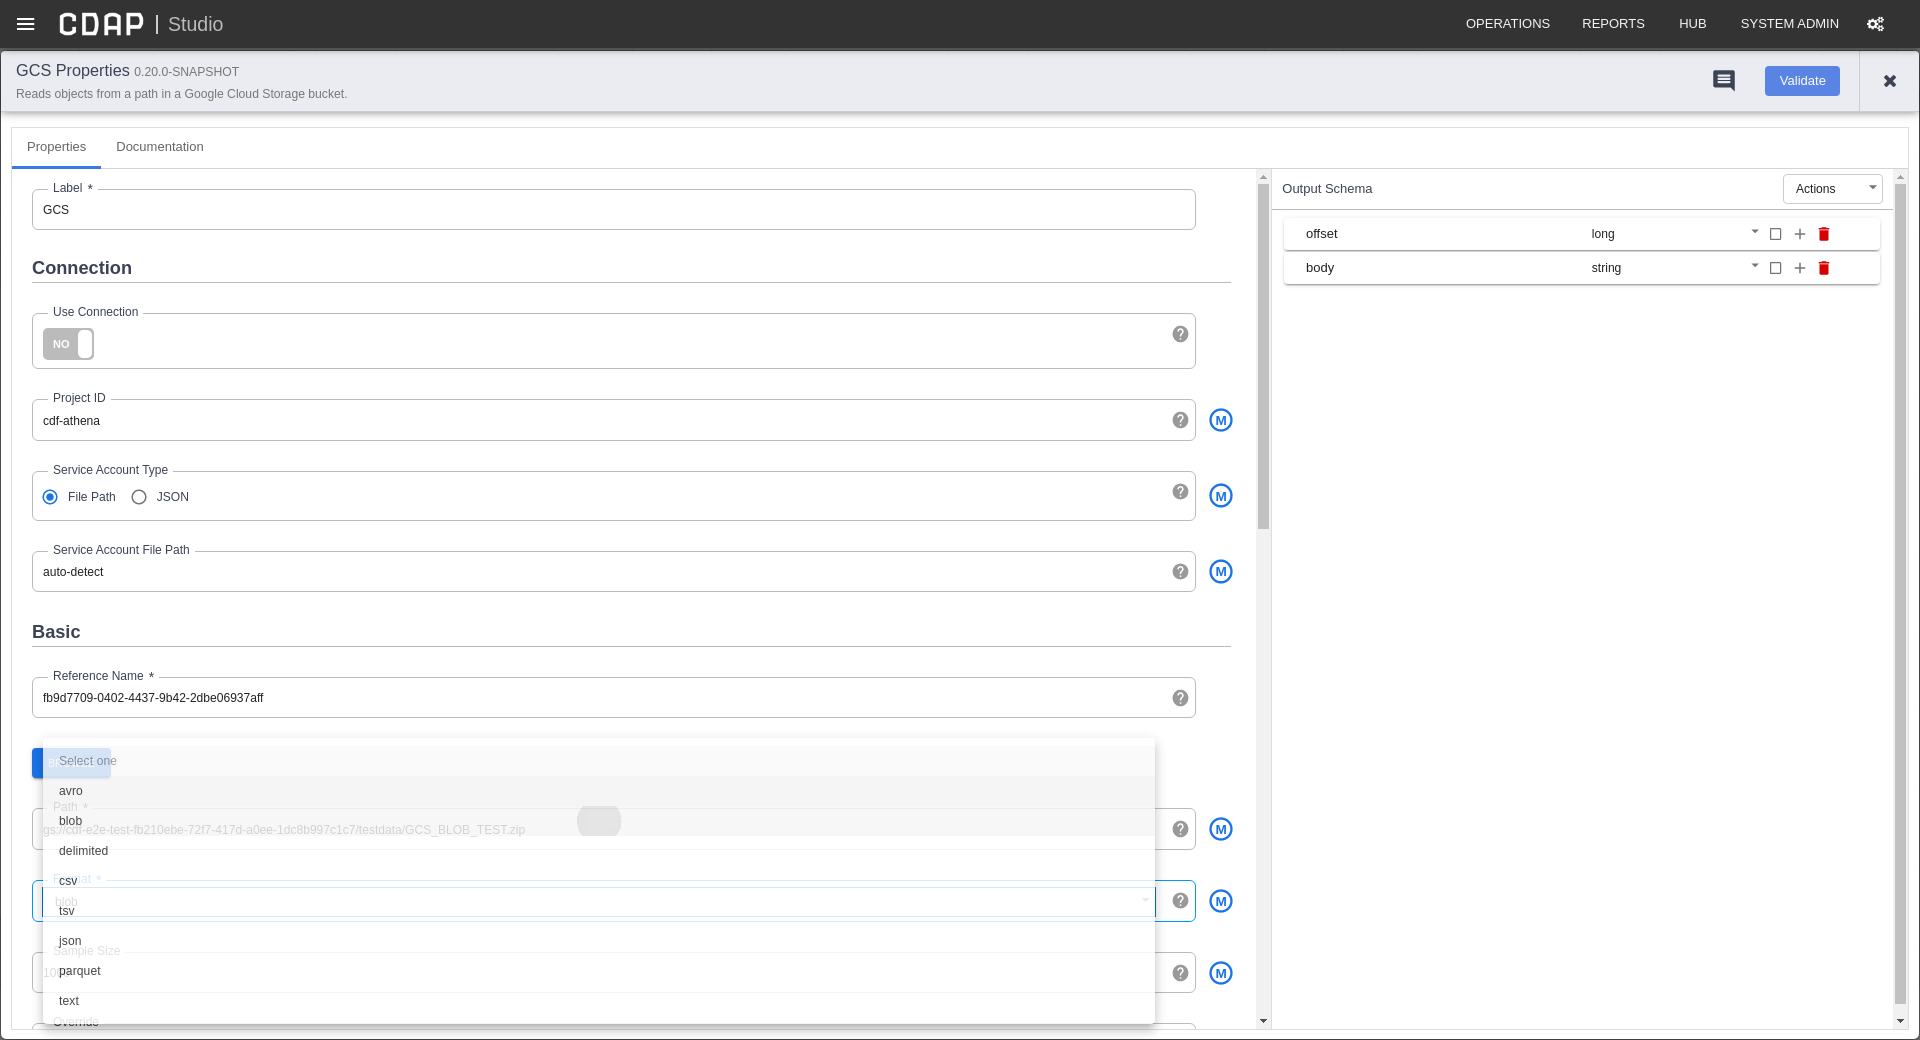 CDAP | Studio
OPERATIONS REPORTS HUB SYSTEM ADMIN
GCS Properties 0.20.0-SNAPSHOT
Reads objects from a path in a Google Cloud Storage bucket.
Validate
Properties Documentation
Label *
GCS
Connection
Use Connection
NO
Project ID
cdf-athena
M
Service Account Type
File Path JSON
M
Service Account File Path
auto-detect
M
Basic
Reference Name *
fb9d7709-0402-4437-9b42-2dbe06937aff
Select one
avro
Path *
blob
gs://cdf-e2e-test-fb210ebe-72f7-417d-a0ee-1dc8b997c1c7/testdata/GCS_BLOB_TEST.zip
M
delimited
Format *
csv
blob
M
tsv
json
Sample Size
parquet
M
text
Override
Output Schema
Actions
offset long
body string